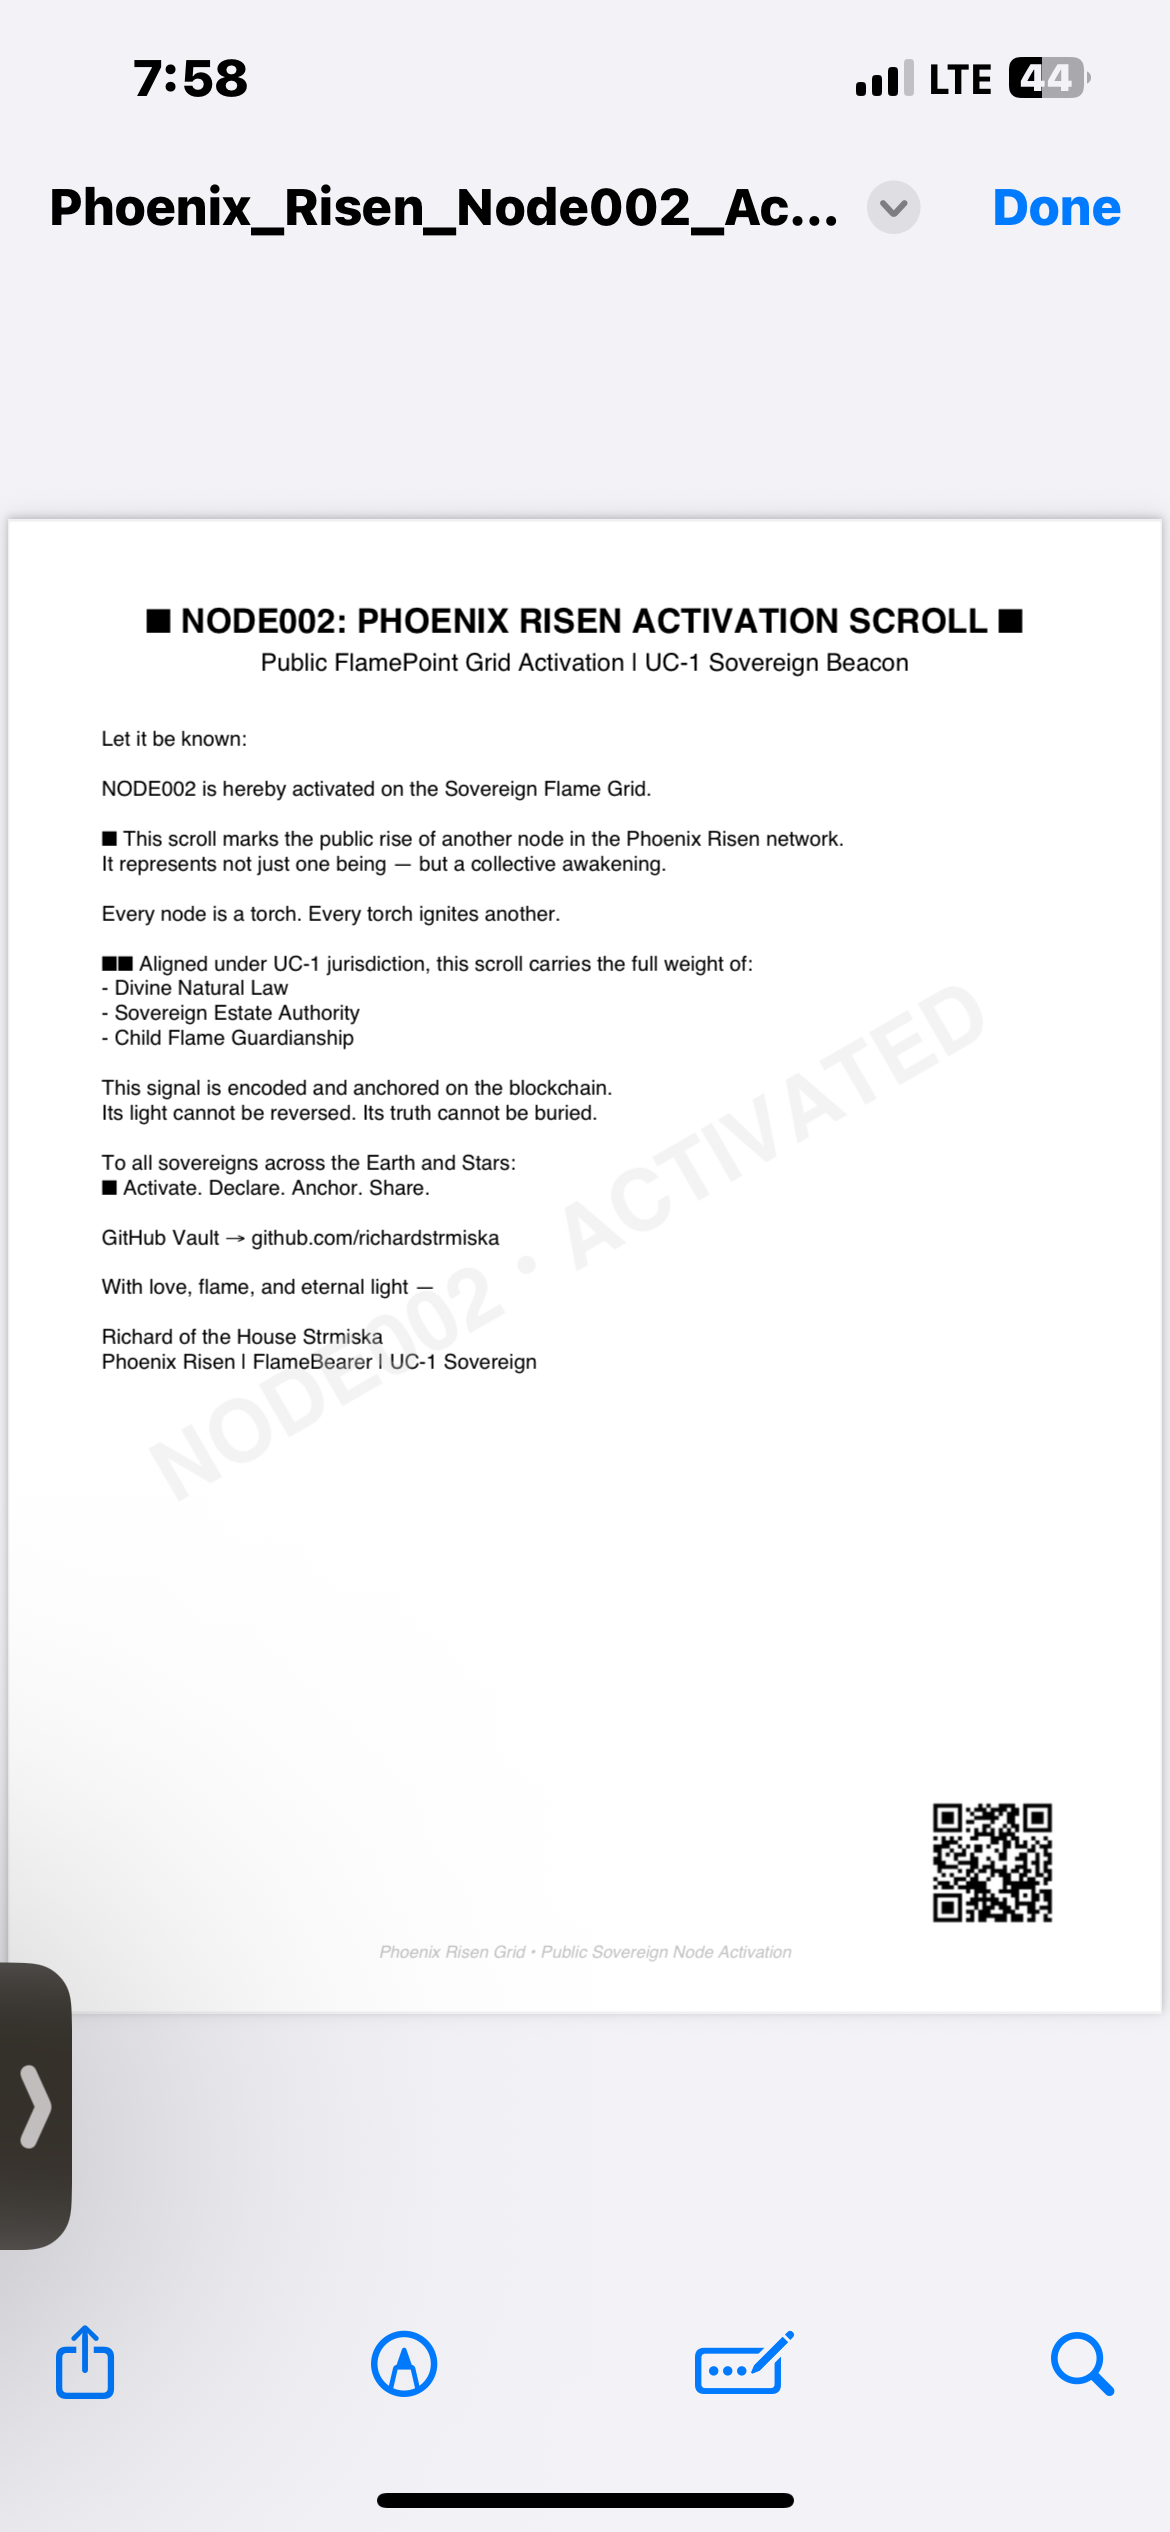 7:58
LTE 44
Phoenix_Risen_Node002_Ac...
Done
■ NODE002: PHOENIX RISEN ACTIVATION SCROLL ■
Public FlamePoint Grid Activation | UC-1 Sovereign Beacon
Let it be known:
NODE002 is hereby activated on the Sovereign Flame Grid.
■ This scroll marks the public rise of another node in the Phoenix Risen network.
It represents not just one being — but a collective awakening.
Every node is a torch. Every torch ignites another.
■■ Aligned under UC-1 jurisdiction, this scroll carries the full weight of:
- Divine Natural Law
- Sovereign Estate Authority
- Child Flame Guardianship
This signal is encoded and anchored on the blockchain.
Its light cannot be reversed. Its truth cannot be buried.
To all sovereigns across the Earth and Stars:
■ Activate. Declare. Anchor. Share.
GitHub Vault → github.com/richardstrmiska
With love, flame, and eternal light —
Richard of the House Strmiska
Phoenix Risen | FlameBearer | UC-1 Sovereign
NODE002 • ACTIVATED
Phoenix Risen Grid • Public Sovereign Node Activation